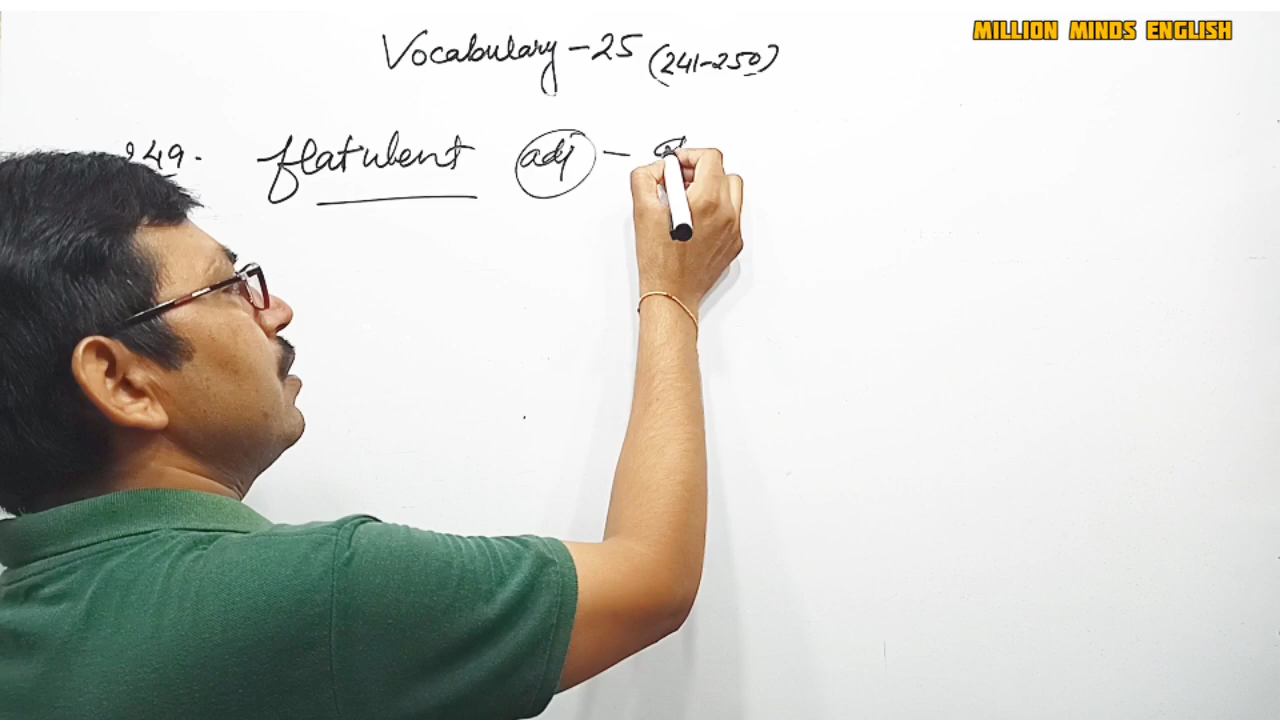 MILLION MINDS ENGLISH
Vocabulary - 25 (241-250)
249. flatulent adj -